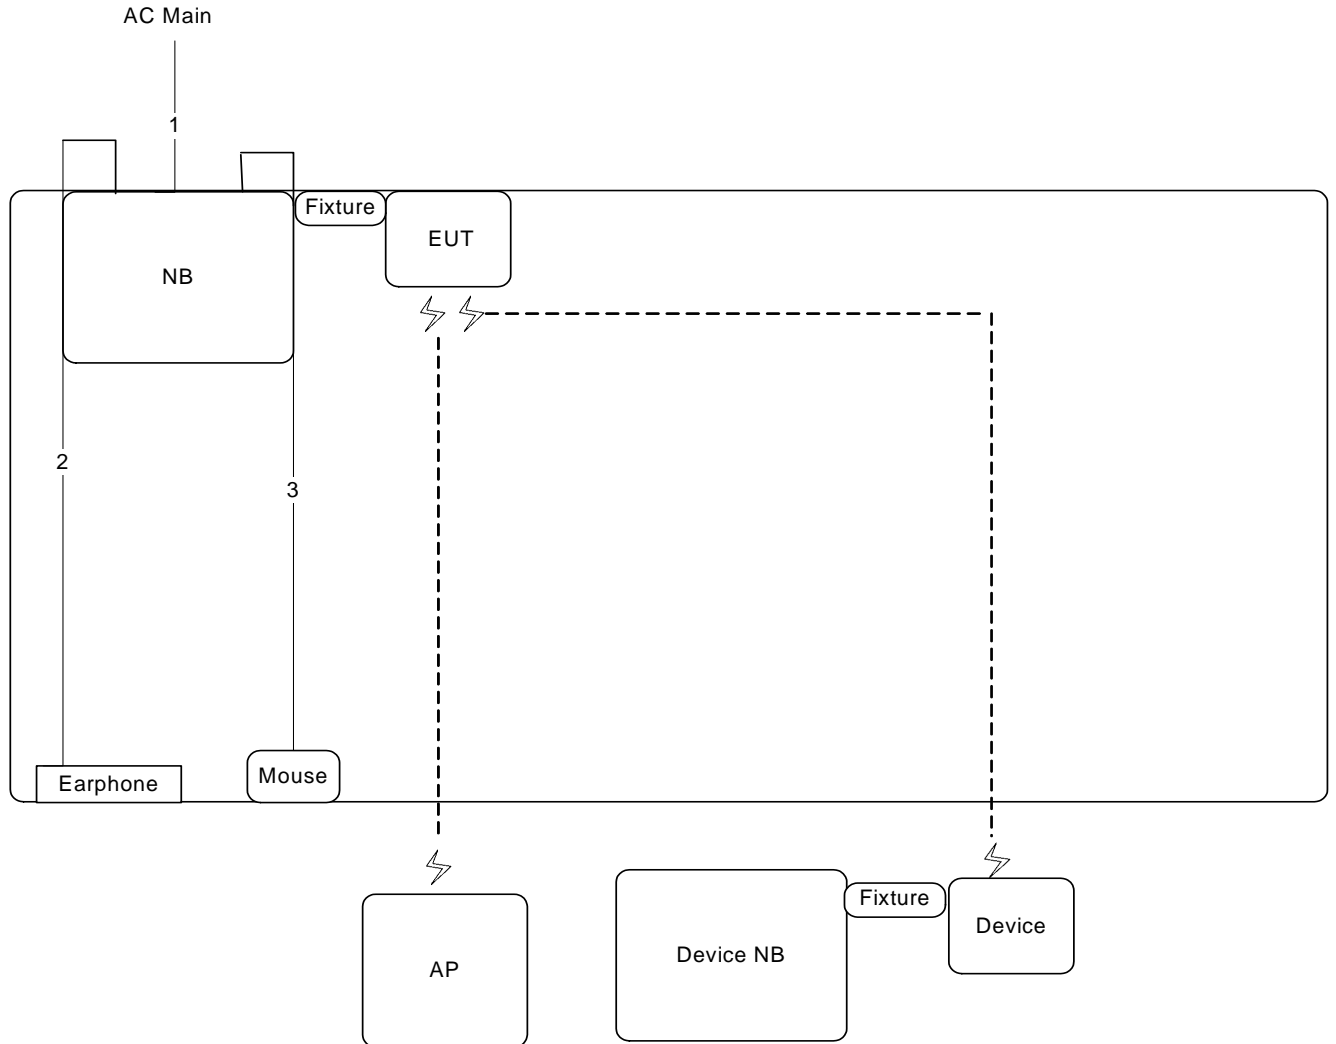 AC Main
1
Fixture
EUT
NB
2
3
Mouse
Earphone
Fixture
Device
Device NB
AP